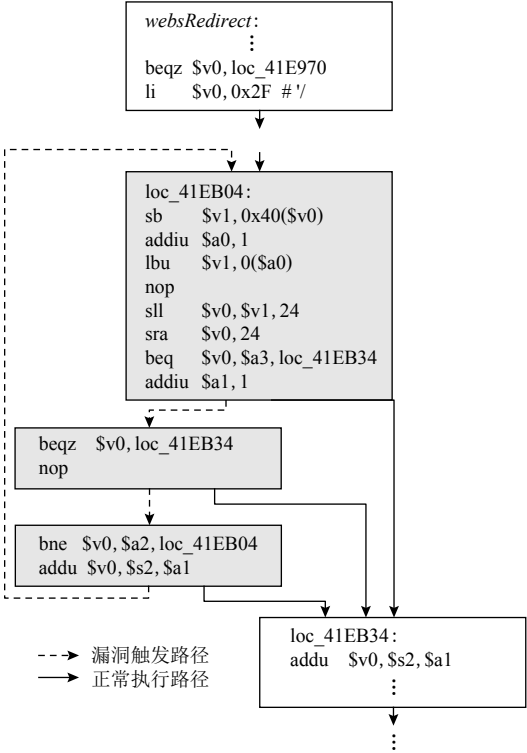 websRedirect:
⋮
beqz $v0,loc_41E970
li $v0,0x2F #'/
loc_41EB04:
sb $v1,0x40($v0)
addiu $a0,1
lbu $v1,0($a0)
nop
sll $v0,$v1,24
sra $v0,24
beq $v0,$a3,loc_41EB34
addiu $a1,1
beqz $v0,loc_41EB34
nop
bne $v0,$a2,loc_41EB04
addu $v0,$s2,$a1
loc_41EB34:
addu $v0,$s2,$a1
⋮
漏洞触发路径
正常执行路径
⋮